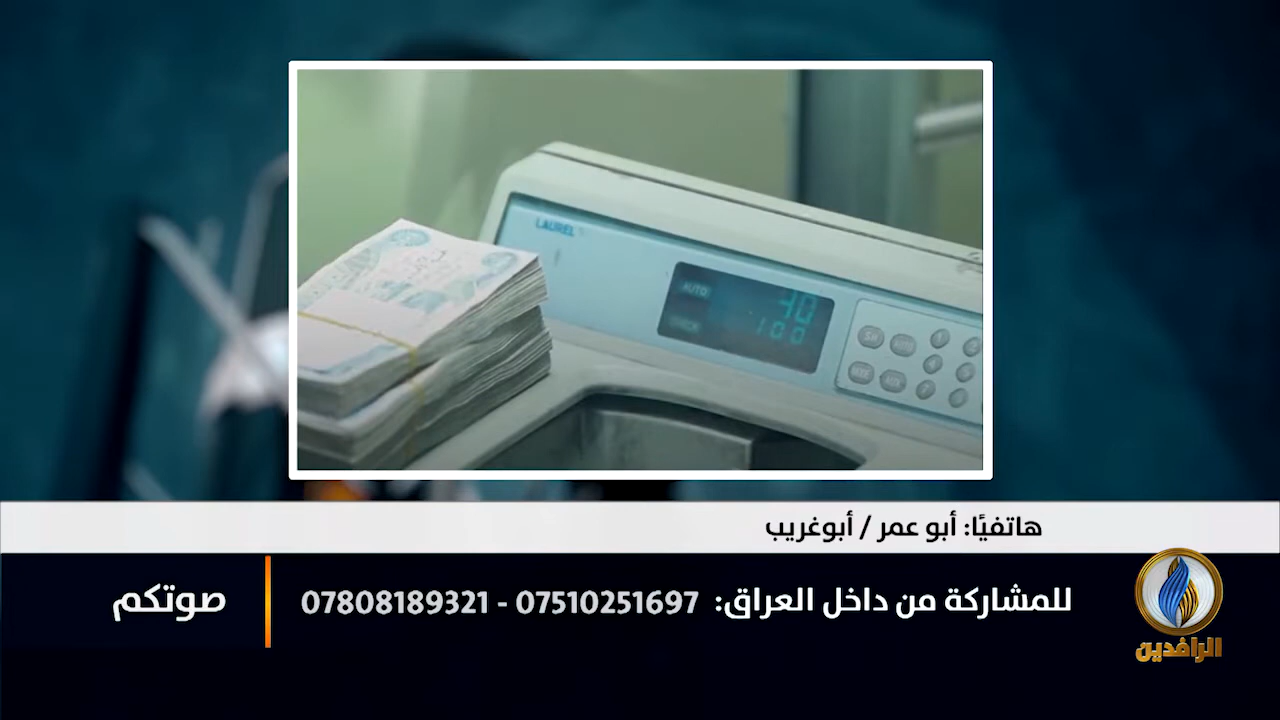 LAUREL
AUTO
40
100
هاتفيًا: أبو عمر / أبوغريب
للمشاركة من داخل العراق: 07510251697 - 07808189321
صوتكم
الرافدين